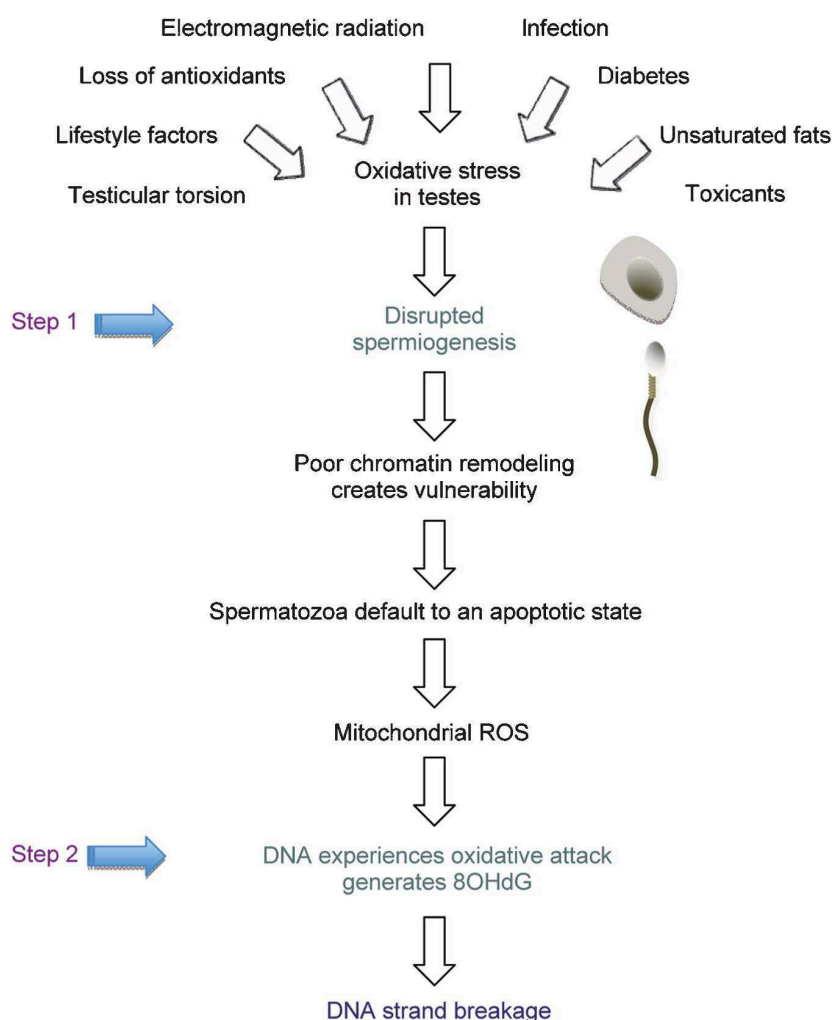 Electromagnetic radiation
Infection
Loss of antioxidants
Diabetes
Lifestyle factors
Unsaturated fats
Oxidative stress
in testes
Testicular torsion
Toxicants
Step 1
Disrupted
spermiogenesis
Poor chromatin remodeling
creates vulnerability
Spermatozoa default to an apoptotic state
Mitochondrial ROS
Step 2
DNA experiences oxidative attack
generates 8OHdG
DNA strand breakage